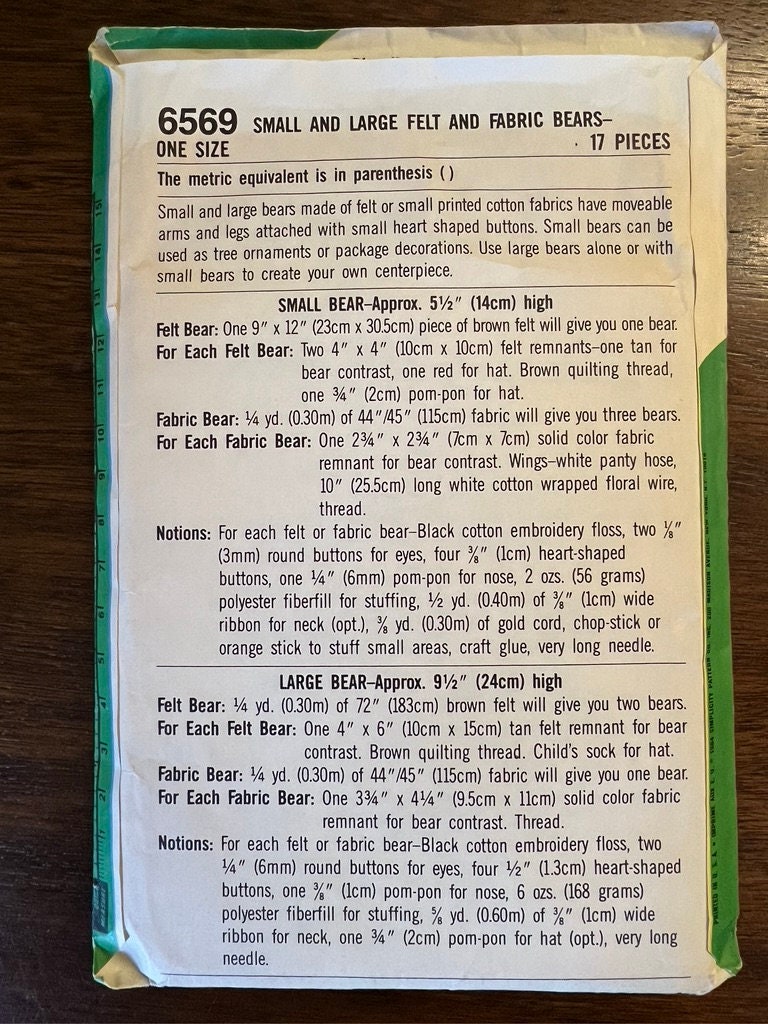 6569 SMALL AND LARGE FELT AND FABRIC BEARS–
ONE SIZE 17 PIECES
The metric equivalent is in parenthesis ( )
Small and large bears made of felt or small printed cotton fabrics have moveable
arms and legs attached with small heart shaped buttons. Small bears can be
used as tree ornaments or package decorations. Use large bears alone or with
small bears to create your own centerpiece.
SMALL BEAR–Approx. 5½″ (14cm) high
Felt Bear: One 9″ x 12″ (23cm x 30.5cm) piece of brown felt will give you one bear.
For Each Felt Bear: Two 4″ x 4″ (10cm x 10cm) felt remnants–one tan for
bear contrast, one red for hat. Brown quilting thread,
one ¾″ (2cm) pom-pon for hat.
Fabric Bear: ¼ yd. (0.30m) of 44″/45″ (115cm) fabric will give you three bears.
For Each Fabric Bear: One 2¾″ x 2¾″ (7cm x 7cm) solid color fabric
remnant for bear contrast. Wings–white panty hose,
10″ (25.5cm) long white cotton wrapped floral wire,
thread.
Notions: For each felt or fabric bear–Black cotton embroidery floss, two ⅛″
(3mm) round buttons for eyes, four ⅜″ (1cm) heart-shaped
buttons, one ¼″ (6mm) pom-pon for nose, 2 ozs. (56 grams)
polyester fiberfill for stuffing, ½ yd. (0.40m) of ⅜″ (1cm) wide
ribbon for neck (opt.), ⅜ yd. (0.30m) of gold cord, chop-stick or
orange stick to stuff small areas, craft glue, very long needle.
LARGE BEAR–Approx. 9½″ (24cm) high
Felt Bear: ¼ yd. (0.30m) of 72″ (183cm) brown felt will give you two bears.
For Each Felt Bear: One 4″ x 6″ (10cm x 15cm) tan felt remnant for bear
contrast. Brown quilting thread. Child's sock for hat.
Fabric Bear: ¼ yd. (0.30m) of 44″/45″ (115cm) fabric will give you one bear.
For Each Fabric Bear: One 3¾″ x 4¼″ (9.5cm x 11cm) solid color fabric
remnant for bear contrast. Thread.
Notions: For each felt or fabric bear–Black cotton embroidery floss, two
¼″ (6mm) round buttons for eyes, four ½″ (1.3cm) heart-shaped
buttons, one ⅜″ (1cm) pom-pon for nose, 6 ozs. (168 grams)
polyester fiberfill for stuffing, ⅝ yd. (0.60m) of ⅜″ (1cm) wide
ribbon for neck, one ¾″ (2cm) pom-pon for hat (opt.), very long
needle.
15
14
13
12
11
10
9
8
7
6
5
4
3
2
1
MEASURE
PRINTED IN U.S.A.